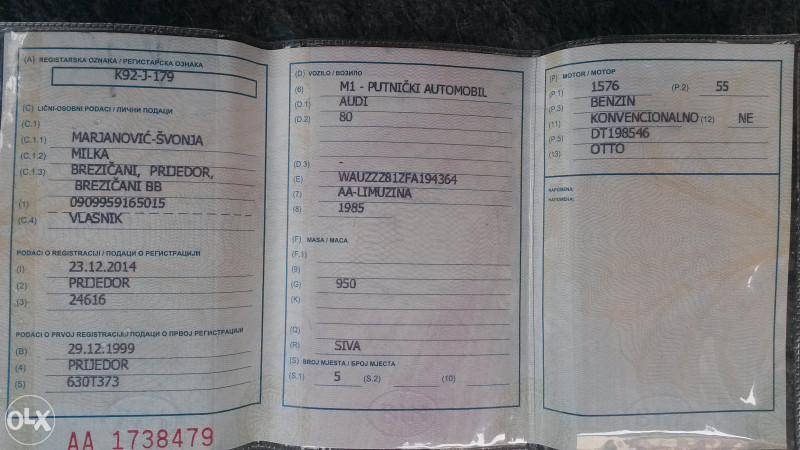 (A) REGISTARSKA OZNAKA / РЕГИСТАРСКА ОЗНАКА
K92-J-179
(C) LIČNI-OSOBNI PODACI / ЛИЧНИ ПОДАЦИ
(C.1)
(C.1.1) MARJANOVIĆ-ŠVONJA
(C.1.2) MILKA
(C.1.3) BREZIČANI, PRIJEDOR,
BREZIČANI BB
(1) 0909959165015
(C.4) VLASNIK
PODACI O REGISTRACIJI / ПОДАЦИ О РЕГИСТРАЦИЈИ
(I) 23.12.2014
(2) PRIJEDOR
(3) 24616
PODACI O PRVOJ REGISTRACIJI / ПОДАЦИ О ПРВОЈ РЕГИСТРАЦИЈИ
(B) 29.12.1999
(4) PRIJEDOR
(5) 630T373
AA 1738479
(D) VOZILO / ВОЗИЛО
(6) M1 - PUTNIČKI AUTOMOBIL
(D.1) AUDI
(D.2) 80
(D.3)
(E) WAUZZZ81ZFA194364
(7) AA-LIMUZINA
(8) 1985
(F) MASA / МАСА
(F.1)
(9)
(G) 950
(K)
(Q)
(R) SIVA
(S) BROJ MJESTA / БРОЈ МЈЕСТА
(S.1) 5 (S.2) (10)
(P) MOTOR / МОТОР
(P.1) 1576 (P.2) 55
(P.3) BENZIN
(11) KONVENCIONALNO (12) NE
(P.5) DT198546
(13) OTTO
NAPOMENA:
НАПОМЕНА:
OLX